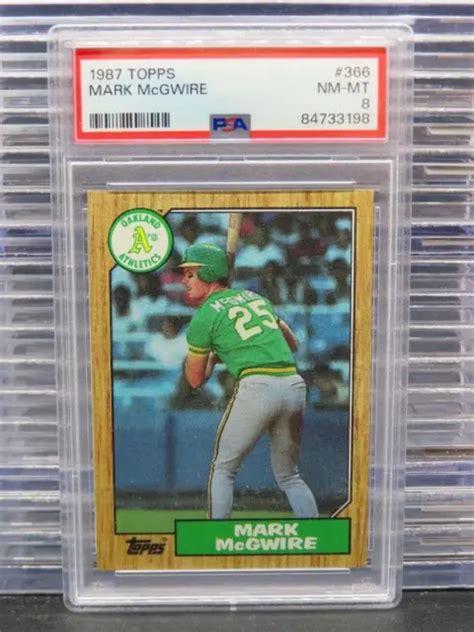 1987 TOPPS #366
MARK McGWIRE NM-MT
8
PSA 84733198
OAKLAND
A's
ATHLETICS
McGWIRE
25
MARK
McGWIRE
Topps